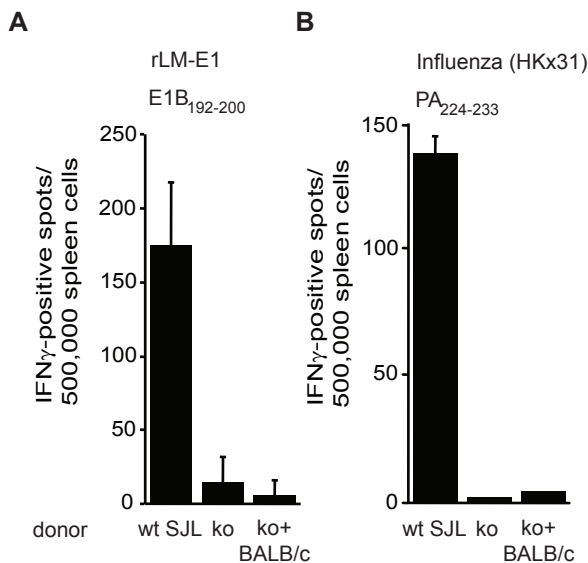 A
rLM-E1
E1B192-200
IFNγ-positive spots/
500,000 spleen cells
250
200
150
100
50
0
donor
wt SJL
ko
ko+
BALB/c
B
Influenza (HKx31)
PA224-233
IFNγ-positive spots/
500,000 spleen cells
150
100
50
0
wt SJL
ko
ko+
BALB/c